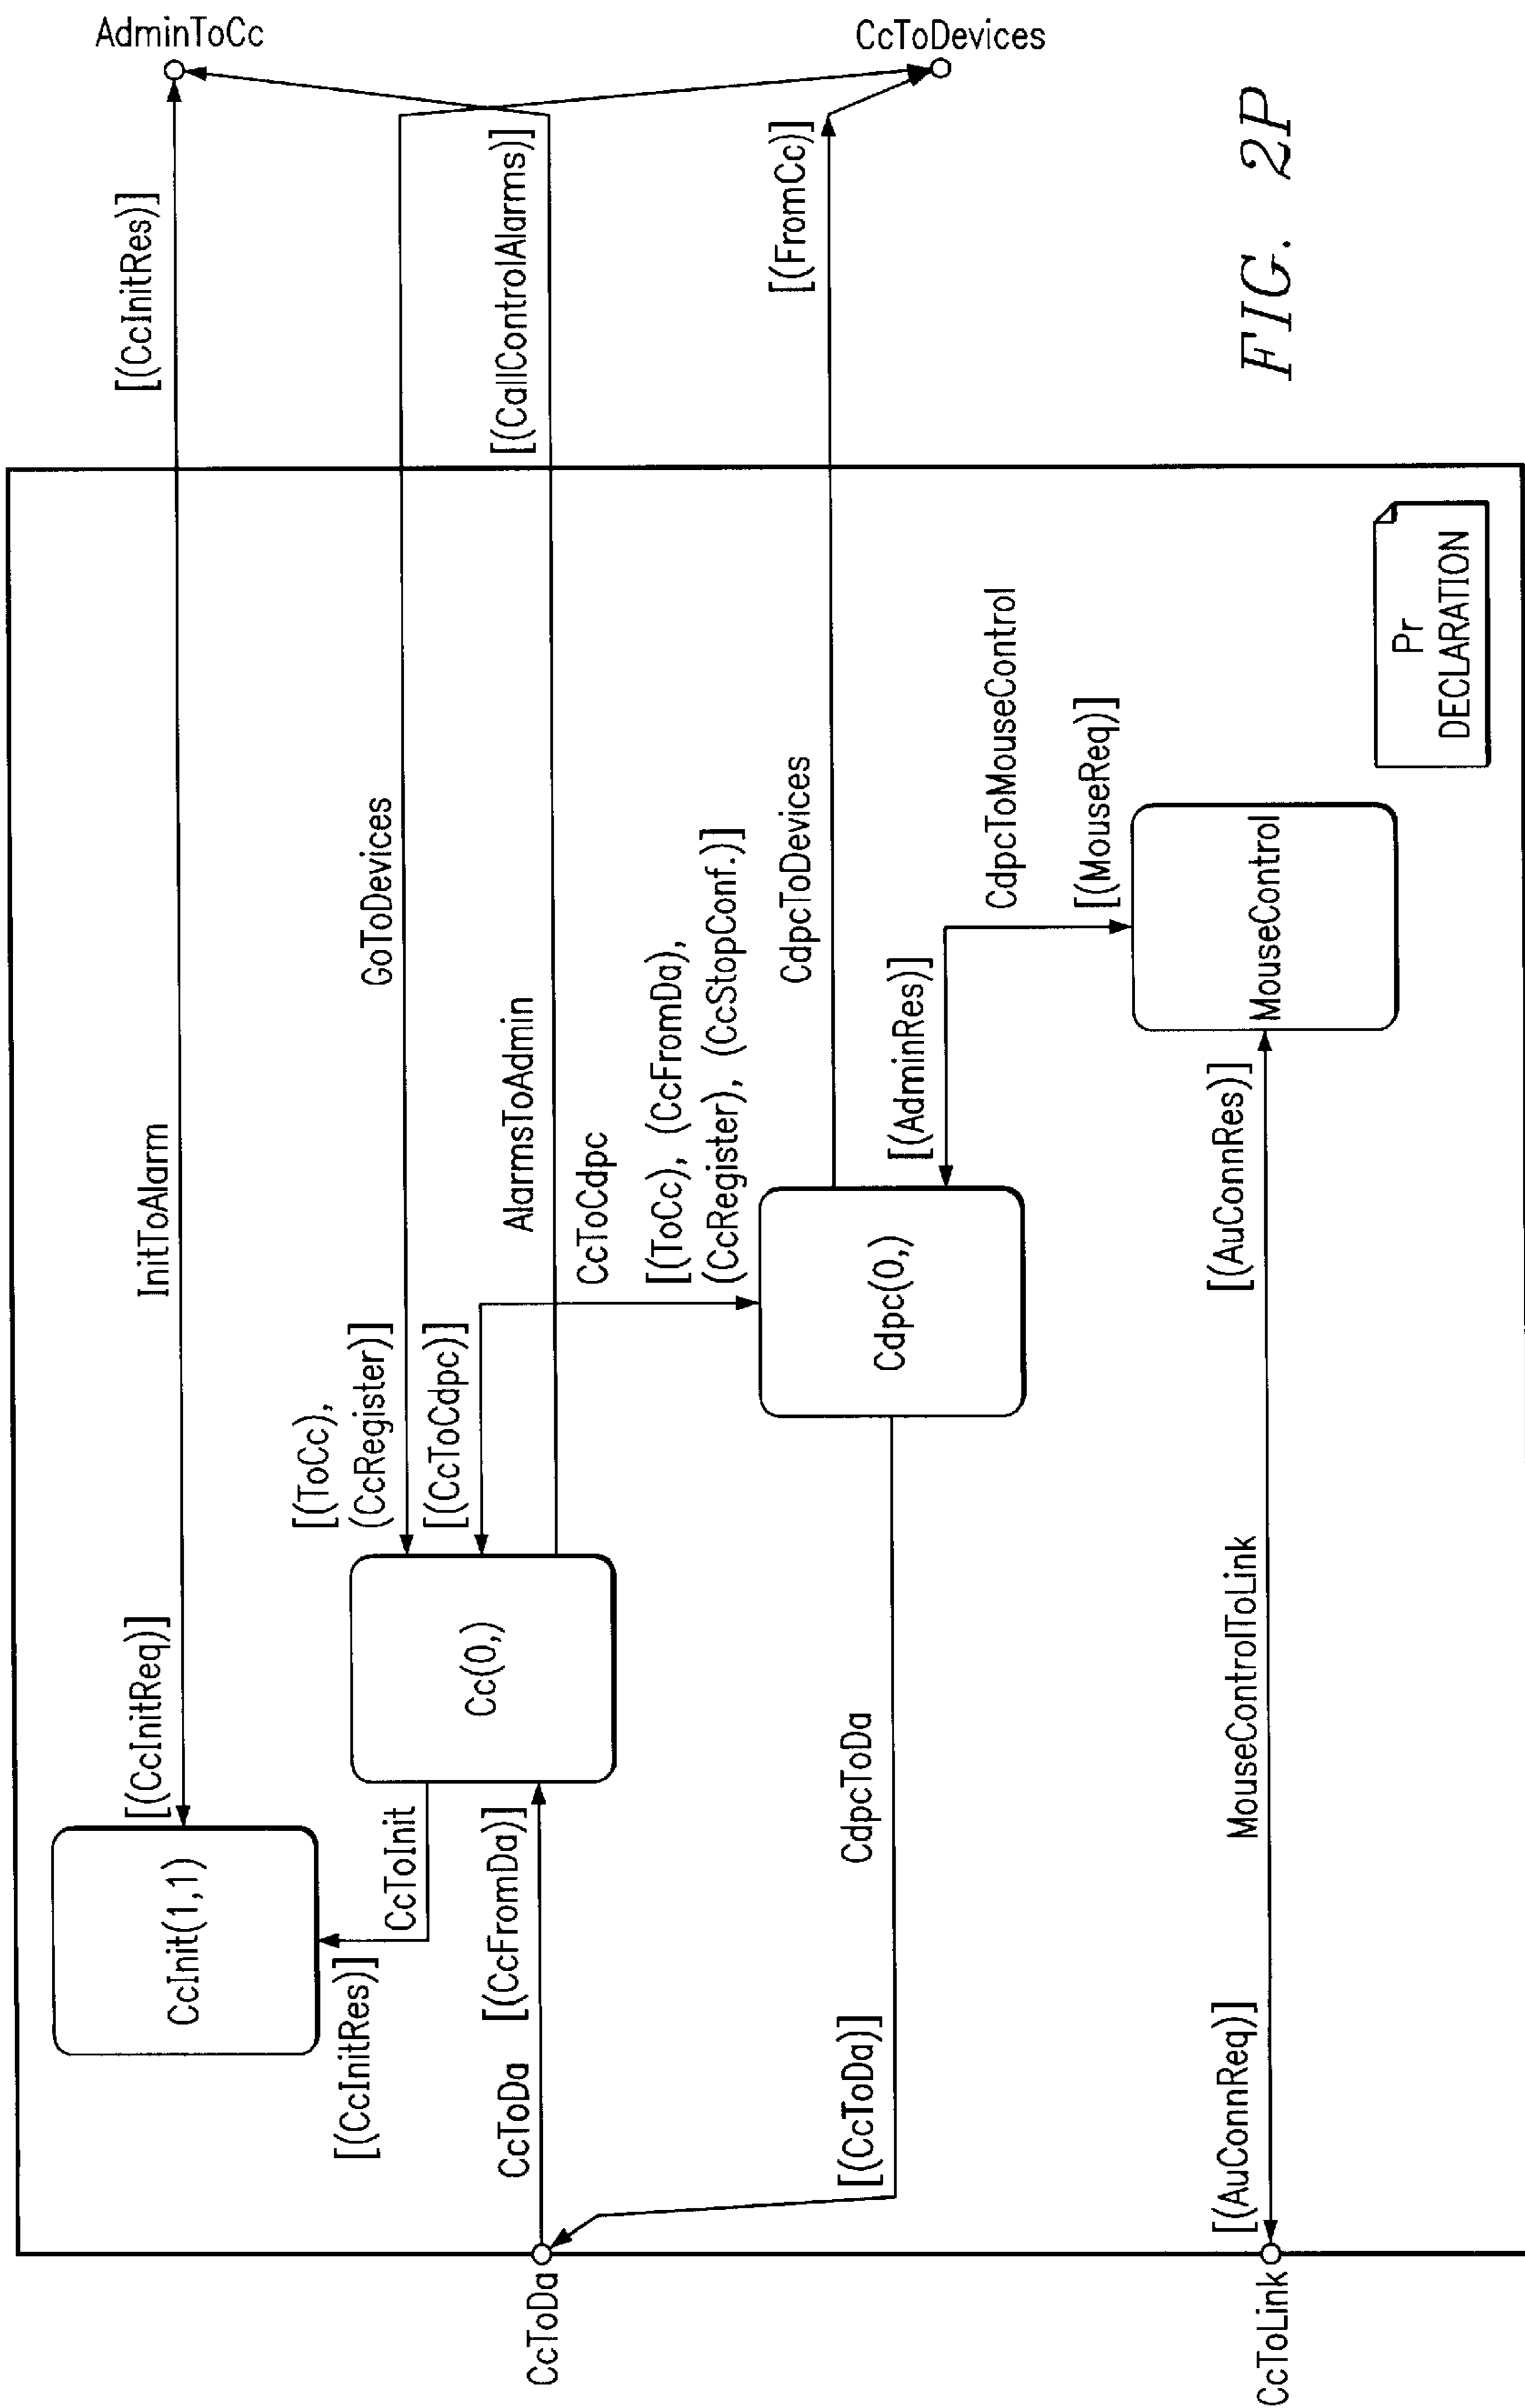 AdminToCc
CcToDevices
[(CcInitRes)]
[(CallControlAlarms)]
[(FromCc)]
FIG. 2P
InitToAlarm
GoToDevices
AlarmsToAdmin
CcToCdpc
[(ToCc), (CcFromDa),
(CcRegister), (CcStopConf.)]
CdpcToDevices
[(AdminRes)]
CdpcToMouseControl
[(MouseReq)]
Pr
DECLARATION
[(CcInitReq)]
[(ToCc),
(CcRegister)]
[(CcToCdpc)]
Cdpc(0,)
MouseControl
[(AuConnRes)]
CcInit(1,1)
Cc(0,)
CcToInit
[(CcInitRes)]
[(CcFromDa)]
CcToDa
CdpcToDa
[(CcToDa)]
MouseControlToLink
[(AuConnReq)]
CcToDa
CcToLink